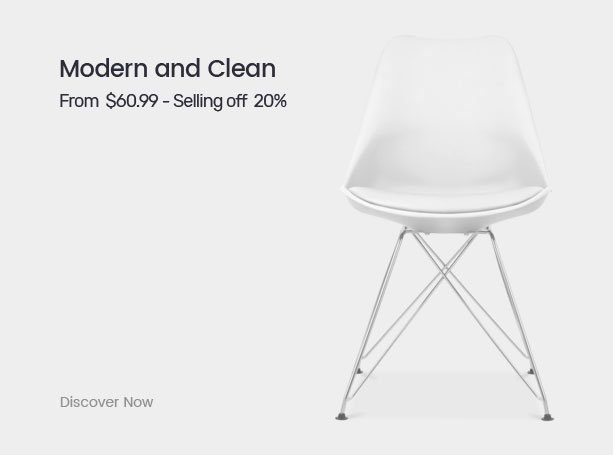 Modern and Clean
From $60.99 - Selling off 20%
Discover Now